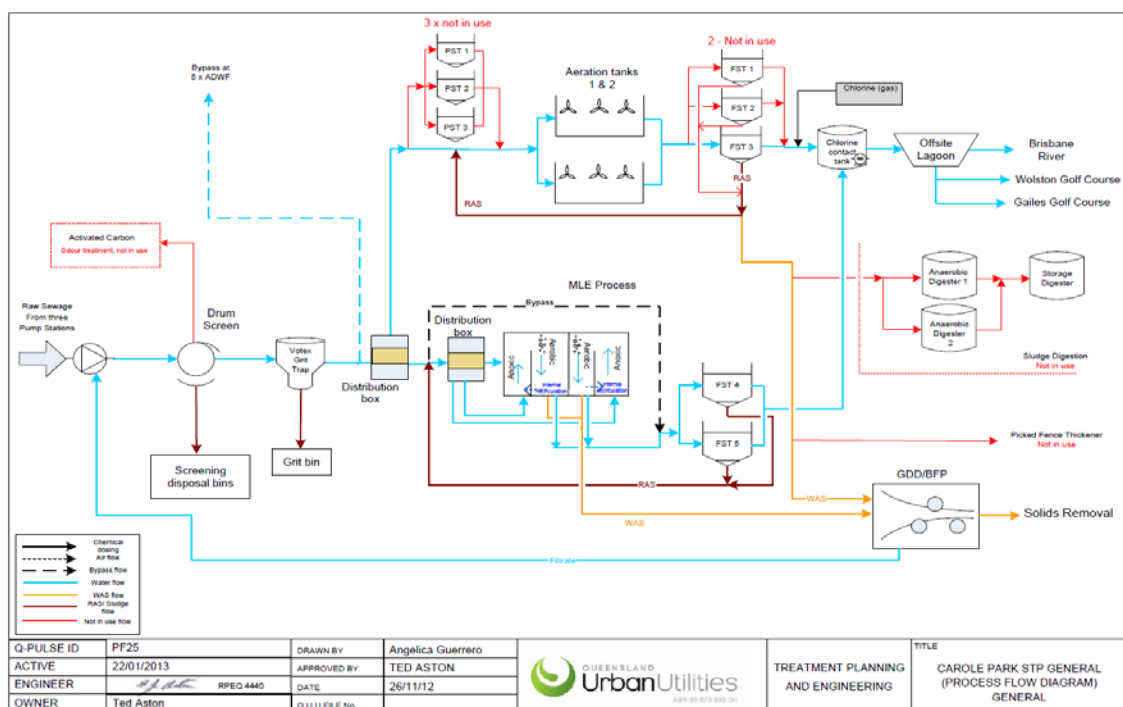 3 x not in use
PST 1
PST 2
PST 3
Bypass at
6 x ADWF
Aeration tanks
1 & 2
2 - Not in use
FST 1
FST 2
FST 3
Chlorine (gas)
Chlorine
contact
tank
Offsite
Lagoon
Brisbane
River
Wolston Golf Course
Gailes Golf Course
RAS
RAS
Activated Carbon
Odour treatment, not in use
Raw Sewage
From three
Pump Stations
Drum
Screen
Votex
Grit
Trap
Distribution
box
MLE Process
Bypass
Distribution
box
Anoxic
Aerobic
Aerobic
Anoxic
Internal
recirculation
Internal
recirculation
FST 4
FST 5
Anaerobic
Digester 1
Storage
Digester
Anaerobic
Digester
2
Sludge Digestion
Not in use
Picked Fence Thickener
Not in use
Screening
disposal bins
Grit bin
RAS
WAS
WAS
GDD/BFP
Solids Removal
Filtrate
Chemical
dosing
Air flow
Bypass flow
Water flow
WAS flow
RAS/ Sludge
flow
Not in use flow
Q-PULSE ID PF25 DRAWN BY Angelica Guerrero
ACTIVE 22/01/2013 APPROVED BY TED ASTON
ENGINEER RPEQ 4440 DATE 26/11/12
OWNER Ted Aston Q.U.U FILE No.
QUEENSLAND
UrbanUtilities
TREATMENT PLANNING
AND ENGINEERING
TITLE
CAROLE PARK STP GENERAL
(PROCESS FLOW DIAGRAM)
GENERAL